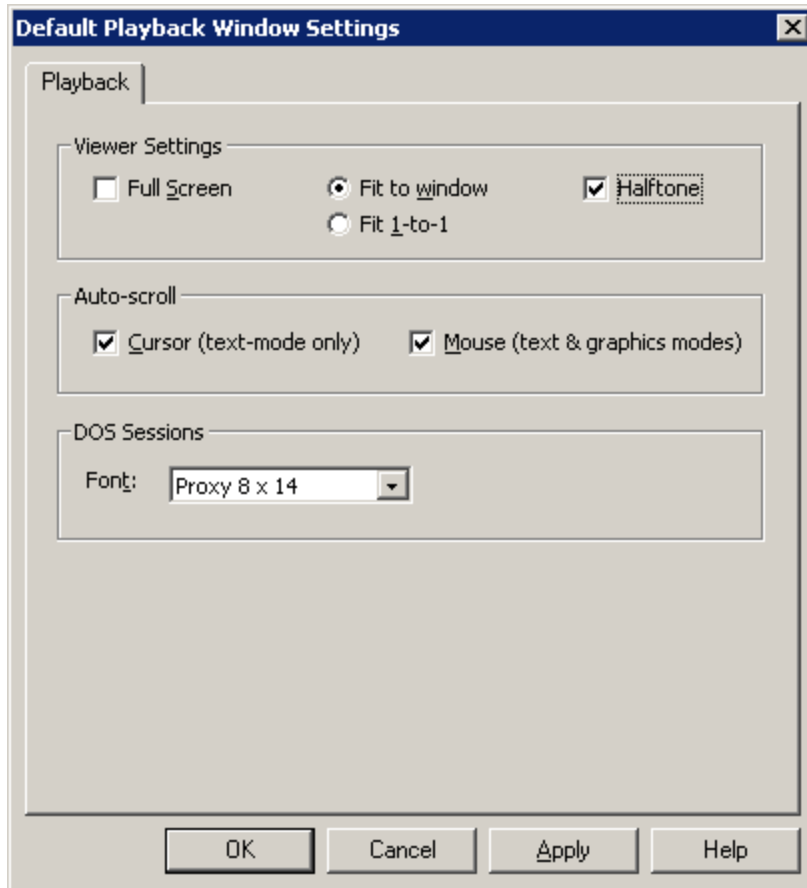 Default Playback Window Settings
Playback
Viewer Settings
Full Screen Fit to window Halftone
Fit 1-to-1
Auto-scroll
Cursor (text-mode only) Mouse (text & graphics modes)
DOS Sessions
Font: Proxy 8 x 14
OK Cancel Apply Help